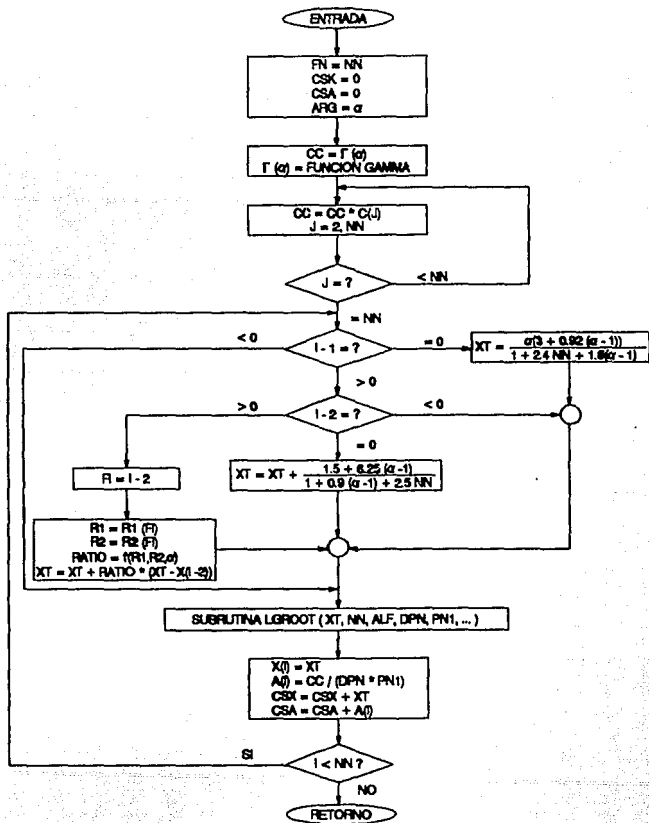 ENTRADA
FN = NN
CSK = 0
CSA = 0
ARG = α
CC = Γ (α)
Γ (α) = FUNCION GAMMA
CC = CC * C(J)
J = 2, NN
J = ?
< NN
= NN
< 0
I - 1 = ?
= 0
XT = α(3 + 0.92 (α - 1))
1 + 2.4 NN + 1.8(α - 1)
> 0
> 0
I - 2 = ?
< 0
= 0
FI = I - 2
XT = XT + 1.5 + 6.25 (α - 1)
1 + 0.9 (α - 1) + 2.5 NN
R1 = R1 (FI)
R2 = R2 (FI)
RATIO = f(R1,R2,α)
XT = XT + RATIO * (XT - X(I -2))
SUBRUTINA LGROOT ( XT, NN, ALF, DPN, PN1, ... )
X(I) = XT
A(I) = CC / (DPN * PN1)
CSX = CSX + XT
CSA = CSA + A(I)
SI
I < NN ?
NO
RETORNO